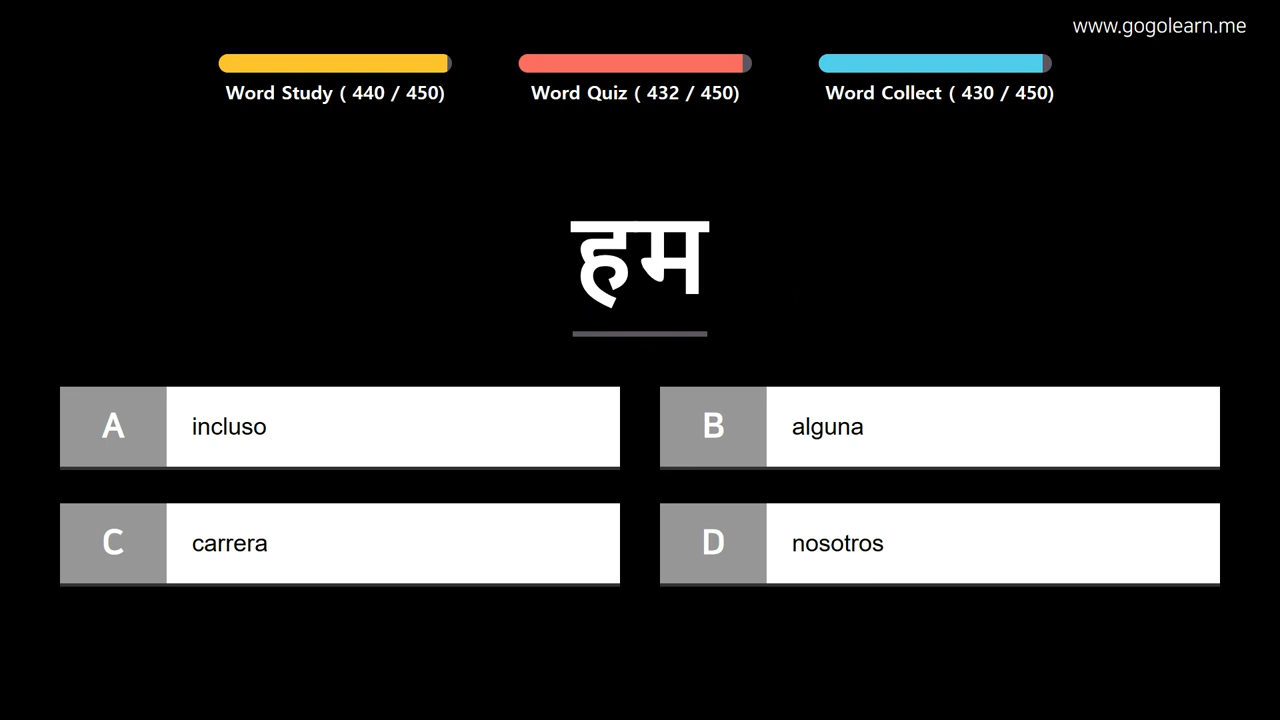 www.gogolearn.me
Word Study ( 440 / 450)
Word Quiz ( 432 / 450)
Word Collect ( 430 / 450)
हम
A incluso
B alguna
C carrera
D nosotros